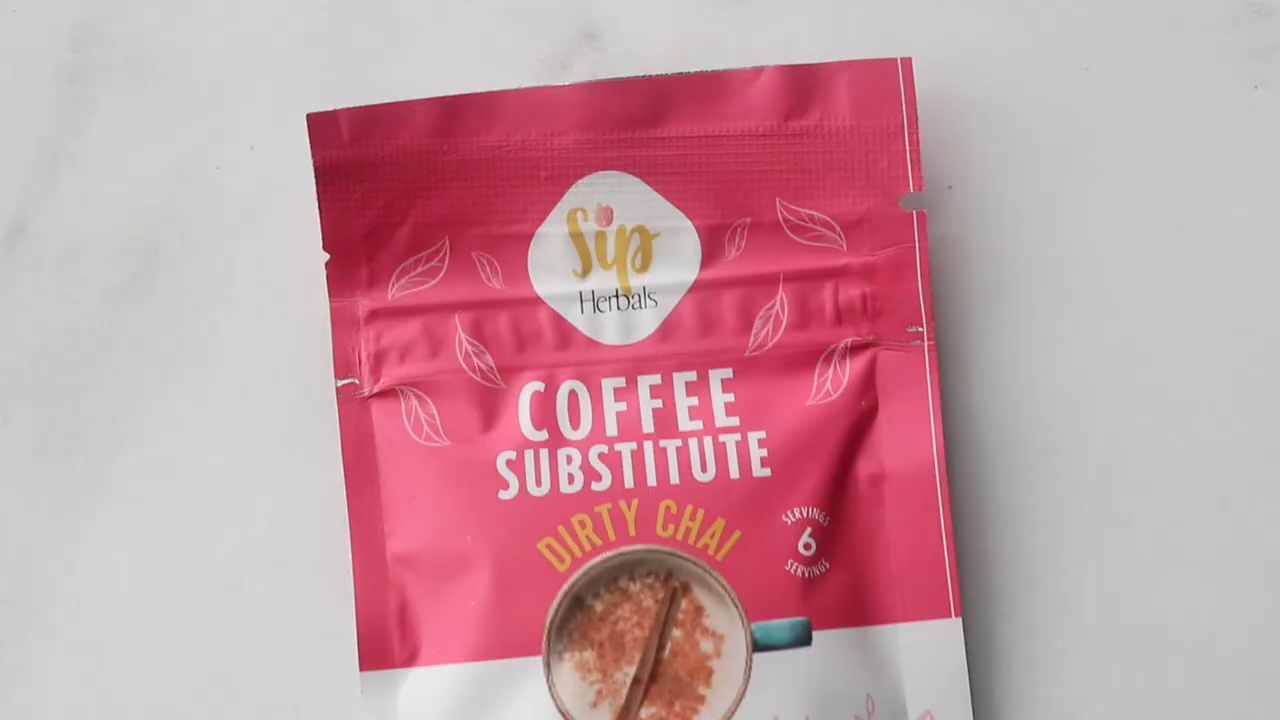 Sip
Herbals
COFFEE
SUBSTITUTE
DIRTY CHAI
SERVINGS
6
SERVINGS